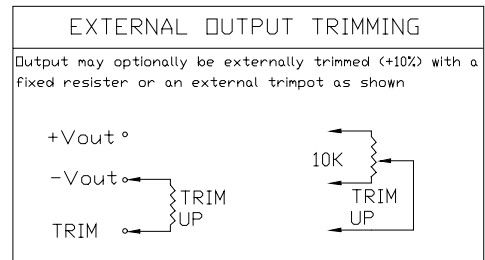 EXTERNAL OUTPUT TRIMMING
Output may optionally be externally trimmed (+10%) with a
fixed resister or an external trimpot as shown
+Vout
-Vout
TRIM
UP
TRIM
10K
TRIM
UP